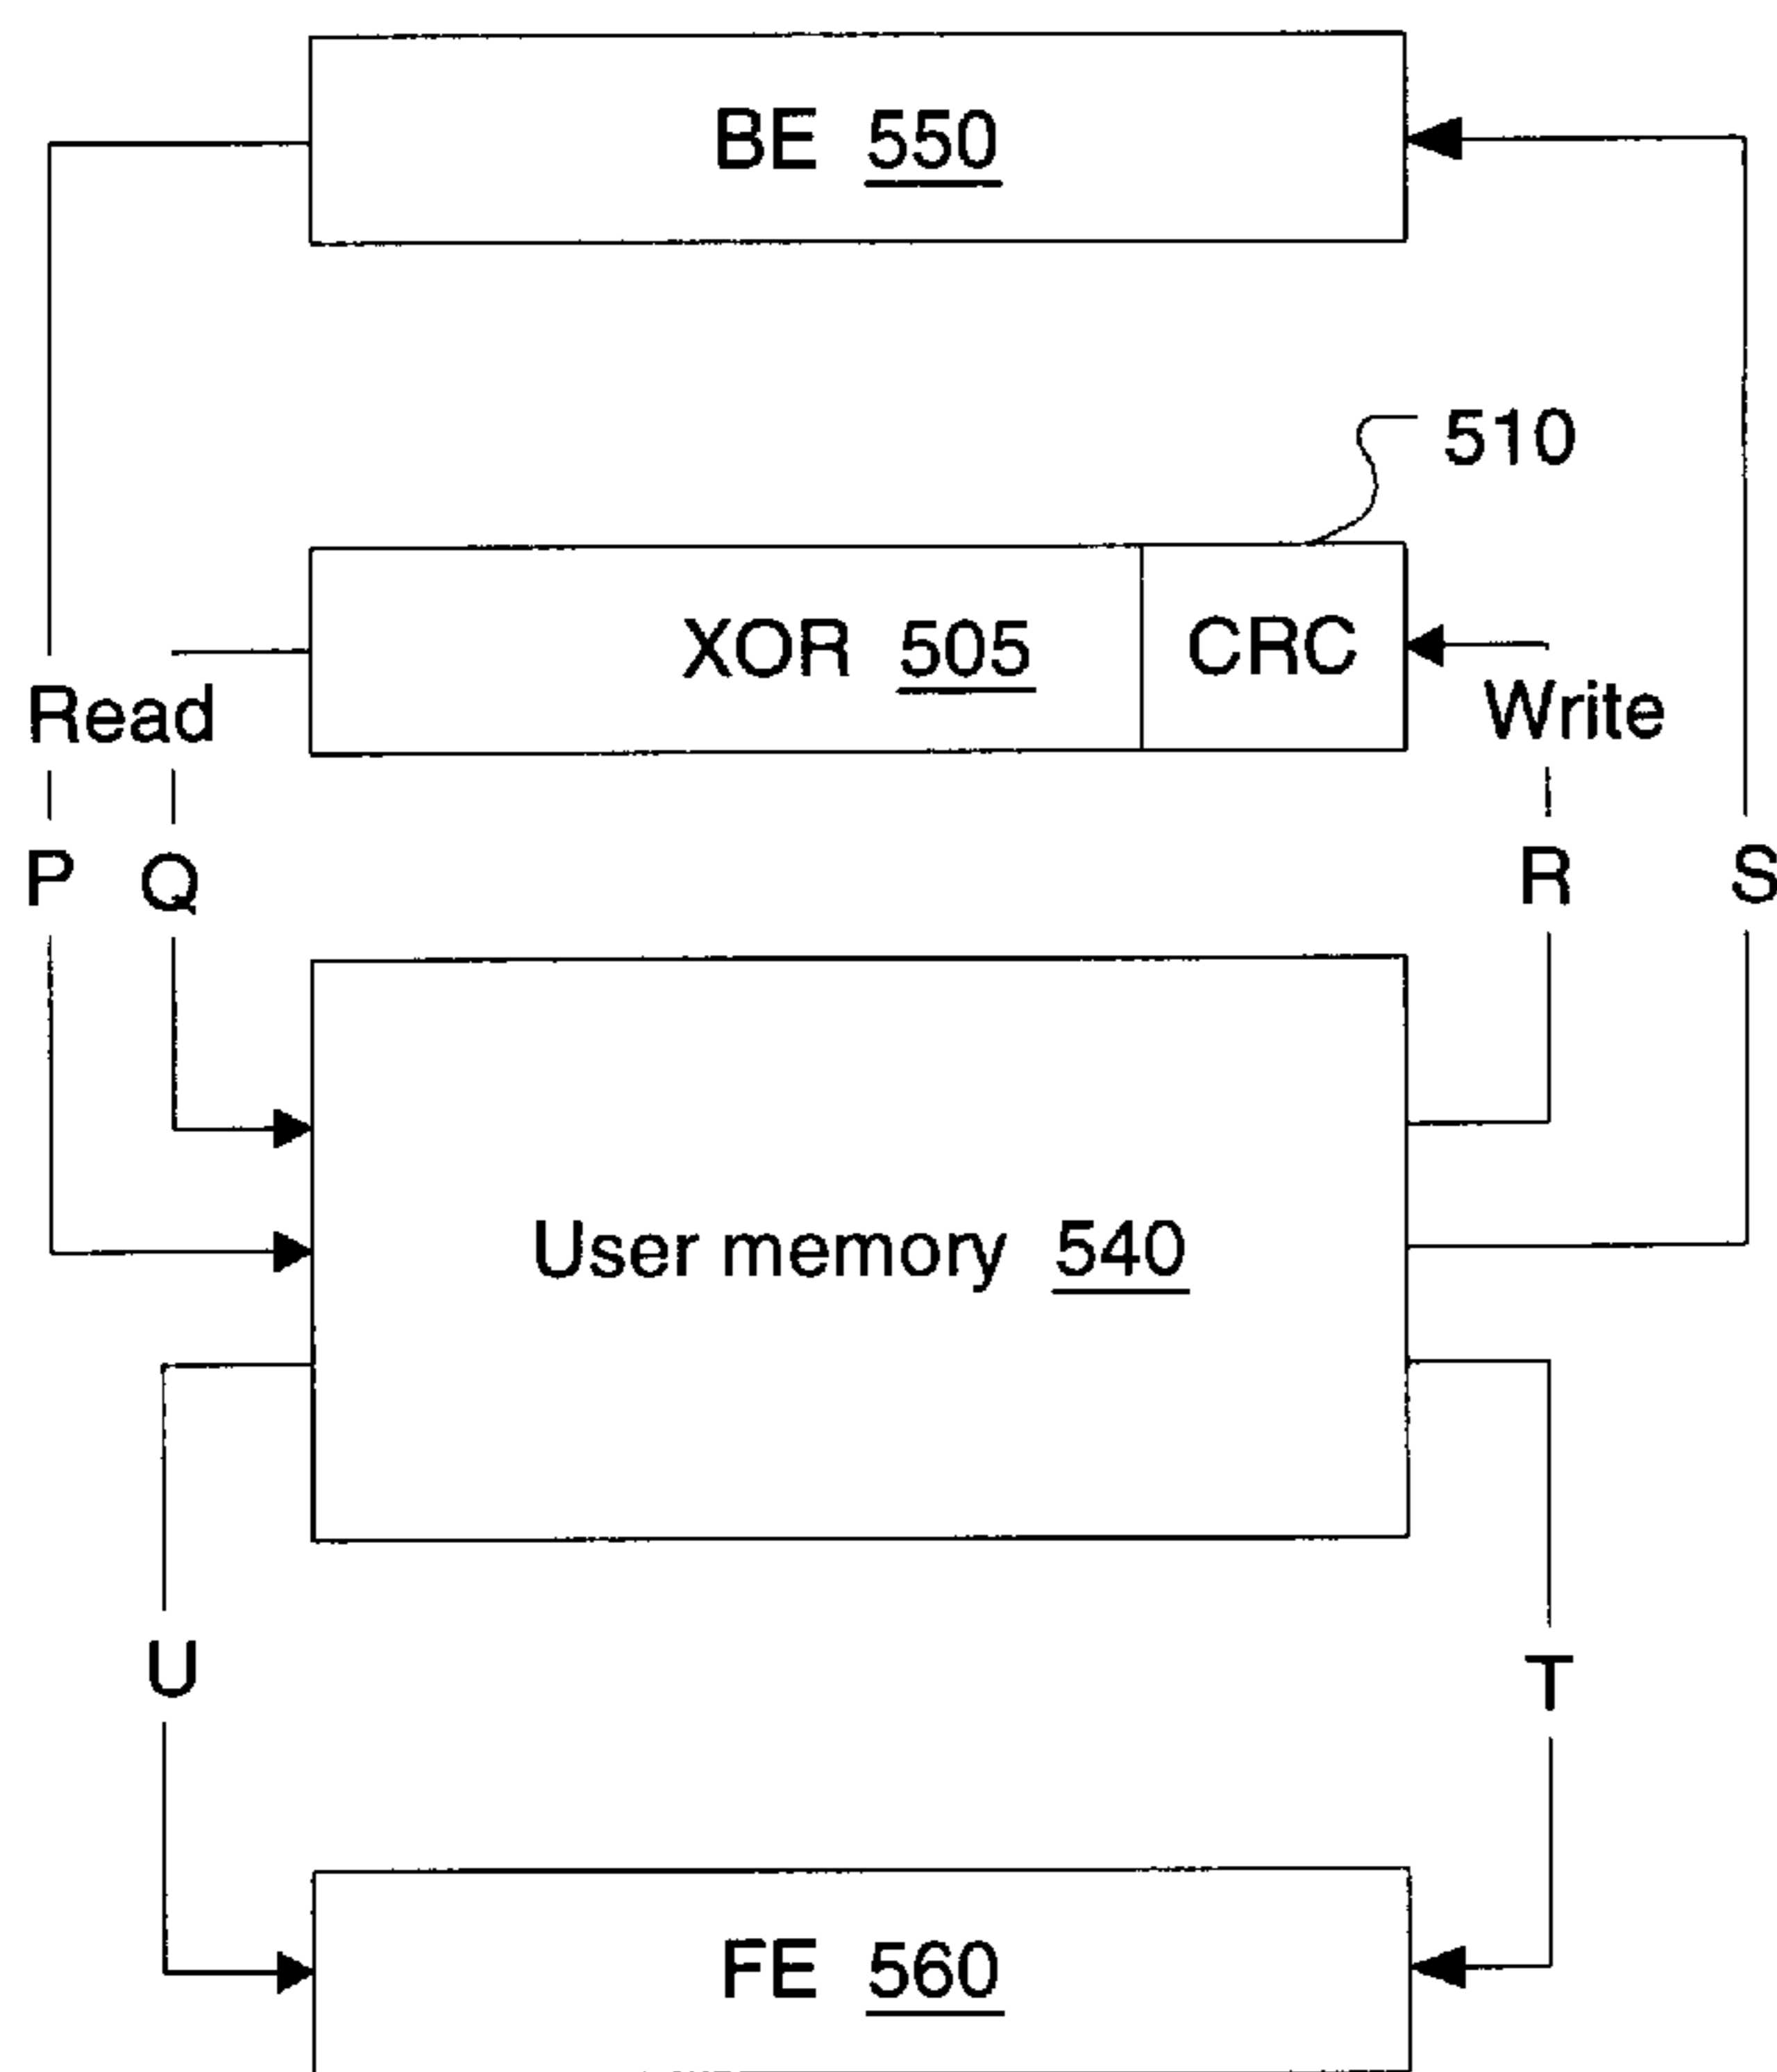 BE 550
510
XOR 505 CRC
Read
Write
P Q R S
User memory 540
U T
FE 560